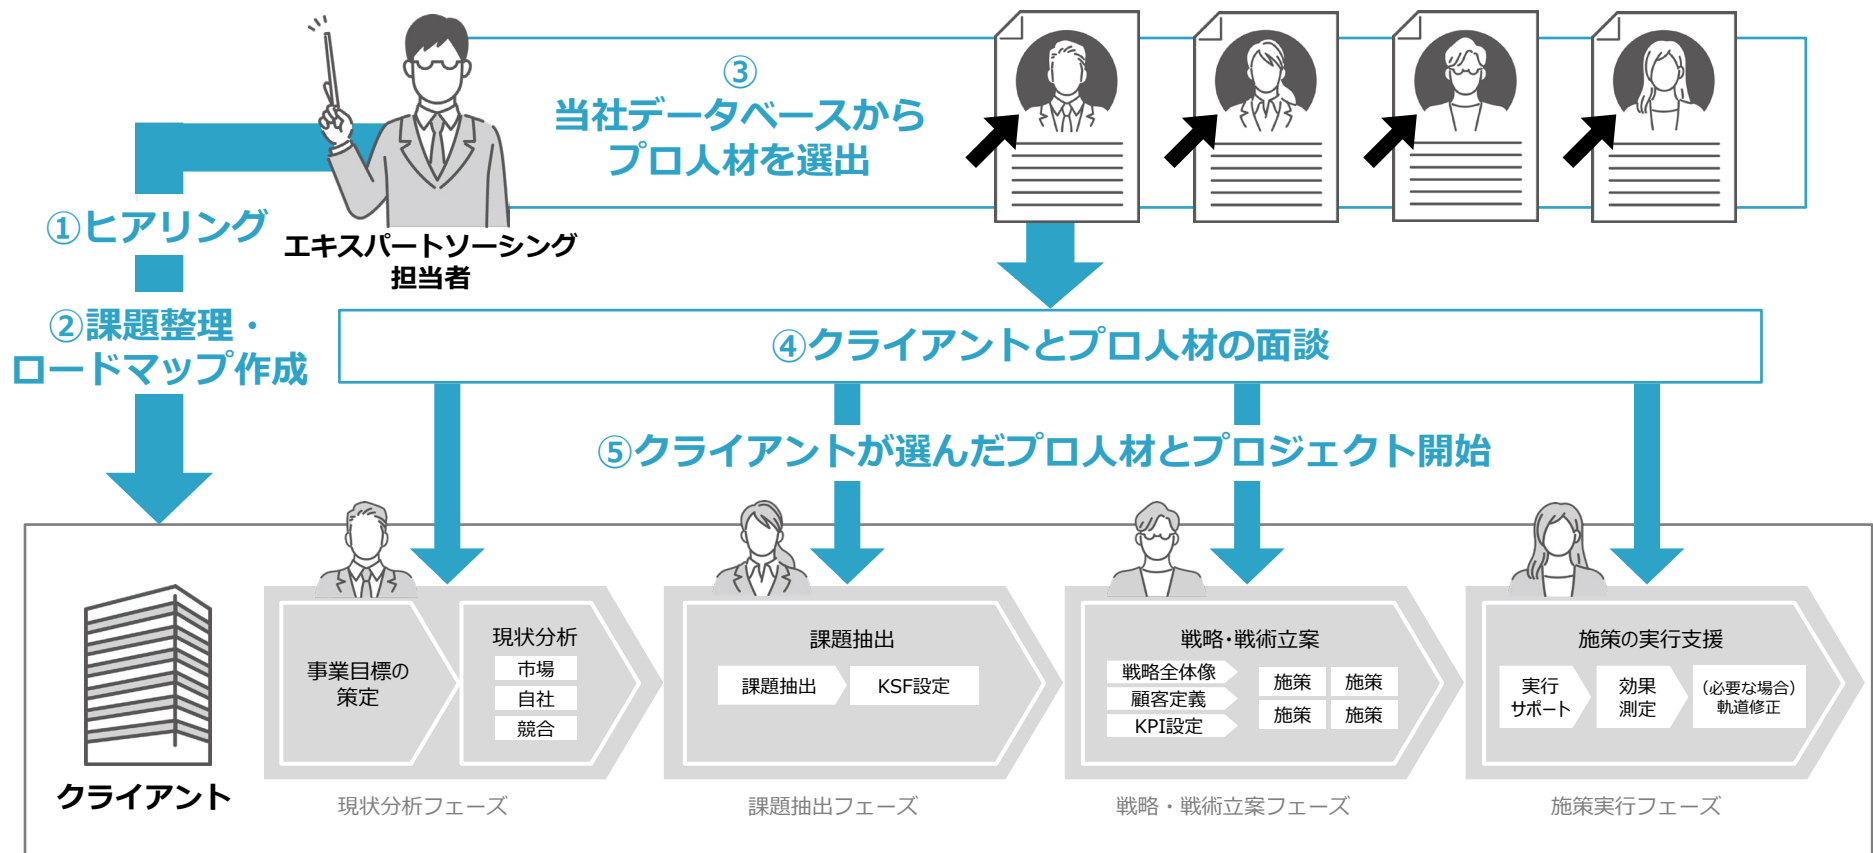 ③
当社データベースから
プロ人材を選出
①ヒアリング
エキスパートソーシング
担当者
②課題整理・
ロードマップ作成
④クライアントとプロ人材の面談
⑤クライアントが選んだプロ人材とプロジェクト開始
クライアント
事業目標の
策定
現状分析
市場
自社
競合
現状分析フェーズ
課題抽出
課題抽出
KSF設定
課題抽出フェーズ
戦略・戦術立案
戦略全体像
顧客定義
KPI設定
施策
施策
施策
施策
戦略・戦術立案フェーズ
施策の実行支援
実行
サポート
効果
測定
（必要な場合）
軌道修正
施策実行フェーズ